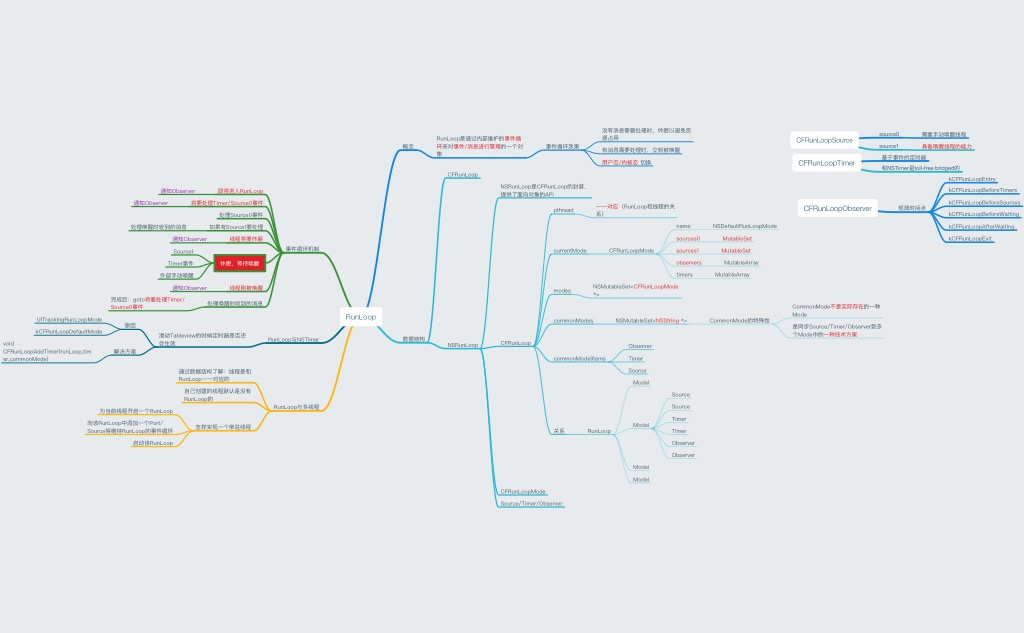 RunLoop
概念
RunLoop是通过内部维护的事件循
环来对事件/消息进行管理的一个对
象
事件循环效果
没有消息需要处理时，休眠以避免资
源占用
有消息需要处理时，立刻被唤醒
用户态/内核态 切换
数据结构
CFRunLoop
NSRunLoop
NSRunLoop是CFRunLoop的封装，
提供了面向对象的API
CFRunLoop
pthread
一一对应（RunLoop和线程的关
系）
currentMode
CFRunLoopMode
name
NSDefaultRunLoopMode
sources0
MutableSet
sources1
MutableSet
observers
MutableArray
timers
MutableArray
modes
NSMutableSet<CFRunLoopMode
*>
commonModes
NSMutableSet<NSString *>
CommonMode的特殊性
CommonMode不是实际存在的一种
Mode
是同步Source/Timer/Observer到多
个Mode中的一种技术方案
commonModeItems
Observer
Timer
Source
关系
RunLoop
Model
Model
Source
Source
Timer
Timer
Observer
Observer
Model
Model
CFRunLoopMode
Source/Timer/Observer
事件循环机制
通知Observer
即将进入RunLoop
通知Observer
将要处理Timer/Source0事件
处理Source0事件
处理唤醒时收到的消息
如果有Source1要处理
通知Observer
线程将要休眠
Source1
Timer事件
外部手动唤醒
休眠，等待唤醒
通知Observer
线程刚被唤醒
完成后：goto将要处理Timer/
Source0事件
处理唤醒时收到的消息
RunLoop与NSTimer
滑动Tableview的时候定时器是否还
会生效
原因
UITrackingRunLoopMode
kCFRunLoopDefaultMode
解决方案
void
CFRunLoopAddTimer(runLoop,tim
er,commonMode)
RunLoop与多线程
通过数据结构了解：线程是和
RunLoop一一对应的
自己创建的线程默认是没有
RunLoop的
怎样实现一个常驻线程
为当前线程开启一个RunLoop
向该RunLoop中添加一个Port/
Source等维持RunLoop的事件循环
启动该RunLoop
CFRunLoopSource
source0
需要手动唤醒线程
source1
具备唤醒线程的能力
CFRunLoopTimer
基于事件的定时器
和NSTimer是toll-free bridged的
CFRunLoopObserver
观测时间点
kCFRunLoopEntry
kCFRunLoopBeforeTimers
kCFRunLoopBeforeSources
kCFRunLoopBeforeWaiting
kCFRunLoopAfterWaiting
kCFRunLoopExit